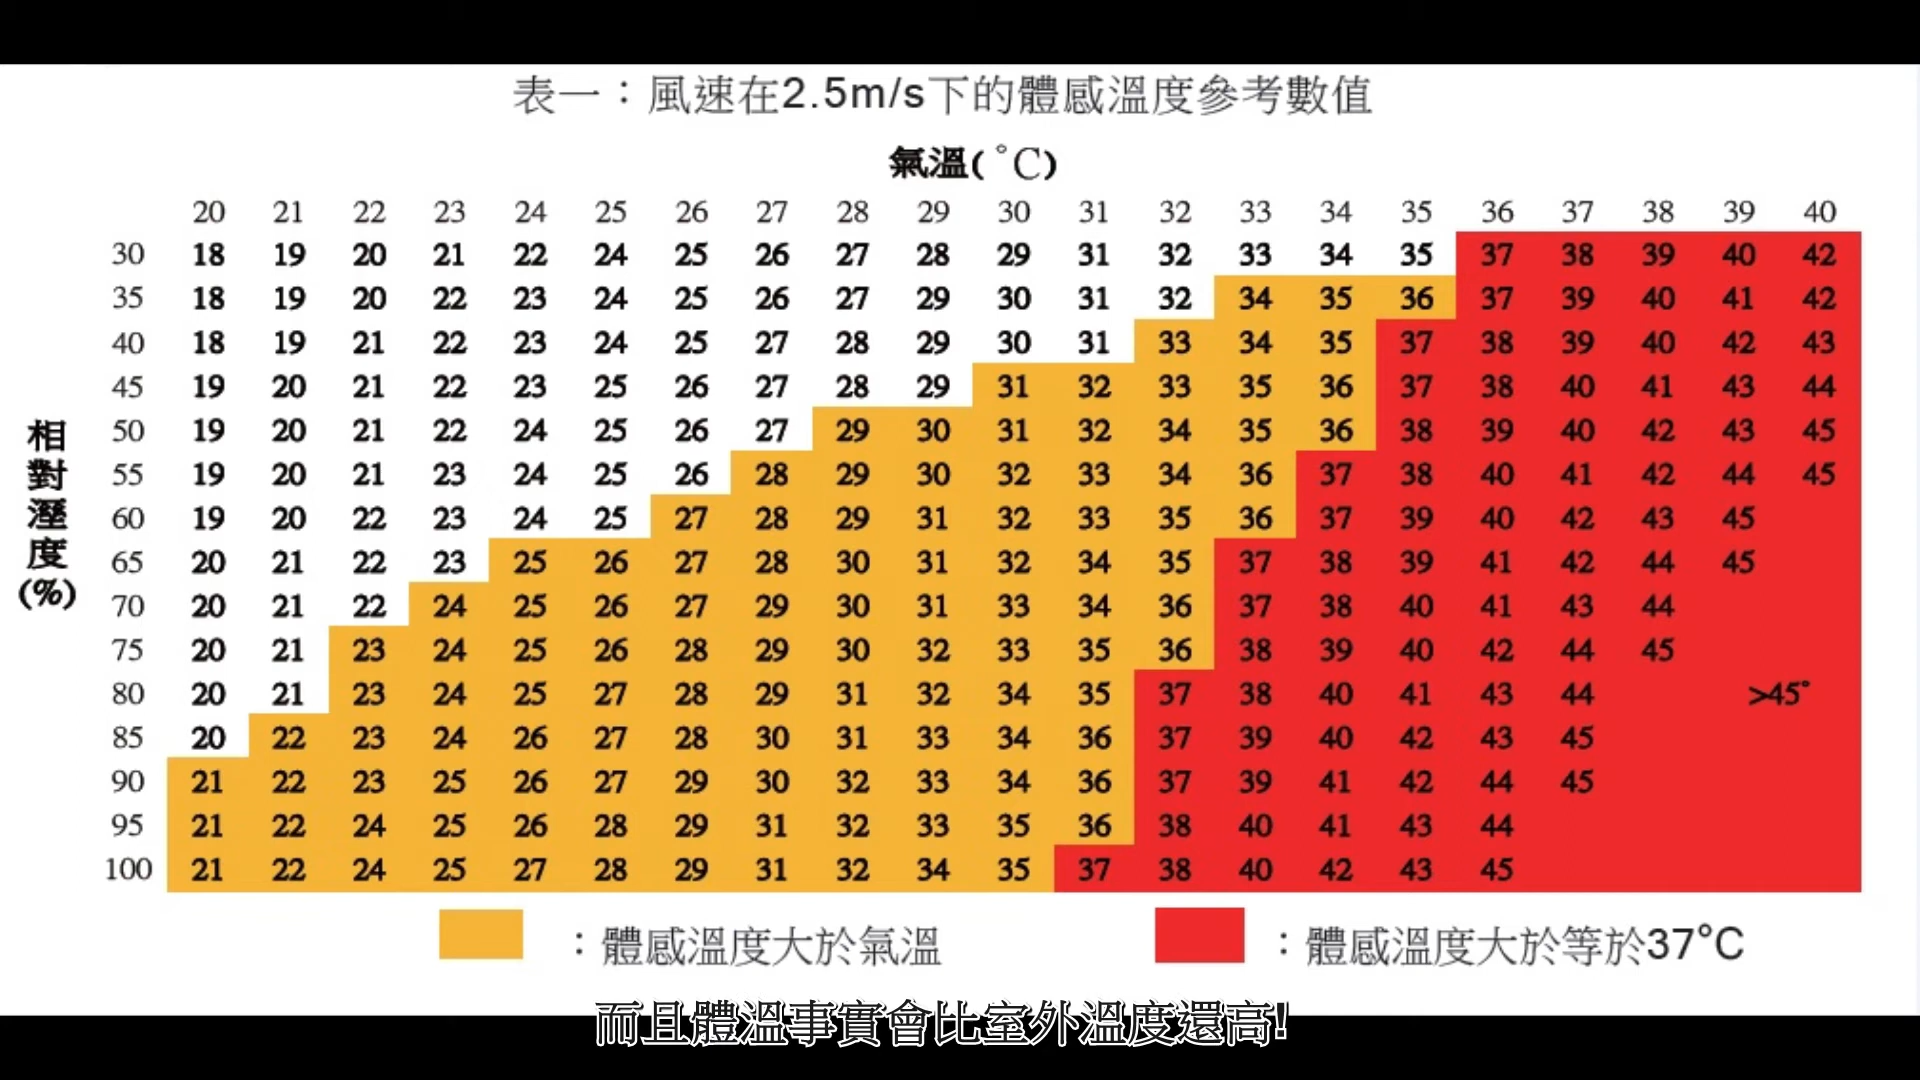 表一：風速在2.5m/s下的體感溫度參考數值
氣溫(°C)
20 21 22 23 24 25 26 27 28 29 30 31 32 33 34 35 36 37 38 39 40
30 18 19 20 21 22 24 25 26 27 28 29 31 32 33 34 35 37 38 39 40 42
35 18 19 20 22 23 24 25 26 27 29 30 31 32 34 35 36 37 39 40 41 42
40 18 19 21 22 23 24 25 27 28 29 30 31 33 34 35 37 38 39 40 42 43
45 19 20 21 22 23 25 26 27 28 29 31 32 33 35 36 37 38 40 41 43 44
50 19 20 21 22 24 25 26 27 29 30 31 32 34 35 36 38 39 40 42 43 45
55 19 20 21 23 24 25 26 28 29 30 32 33 34 36 37 38 40 41 42 44 45
60 19 20 22 23 24 25 27 28 29 31 32 33 35 36 37 39 40 42 43 45
65 20 21 22 23 25 26 27 28 30 31 32 34 35 37 38 39 41 42 44 45
70 20 21 22 24 25 26 27 29 30 31 33 34 36 37 38 40 41 43 44
75 20 21 23 24 25 26 28 29 30 32 33 35 36 38 39 40 42 44 45
80 20 21 23 24 25 27 28 29 31 32 34 35 37 38 40 41 43 44 >45°
85 20 22 23 24 26 27 28 30 31 33 34 36 37 39 40 42 43 45
90 21 22 23 25 26 27 29 30 32 33 34 36 37 39 41 42 44 45
95 21 22 24 25 26 28 29 31 32 33 35 36 38 40 41 43 44
100 21 22 24 25 27 28 29 31 32 34 35 37 38 40 42 43 45
相對溼度(%)
：體感溫度大於氣溫
：體感溫度大於等於37°C
而且體溫事實會比室外溫度還高!